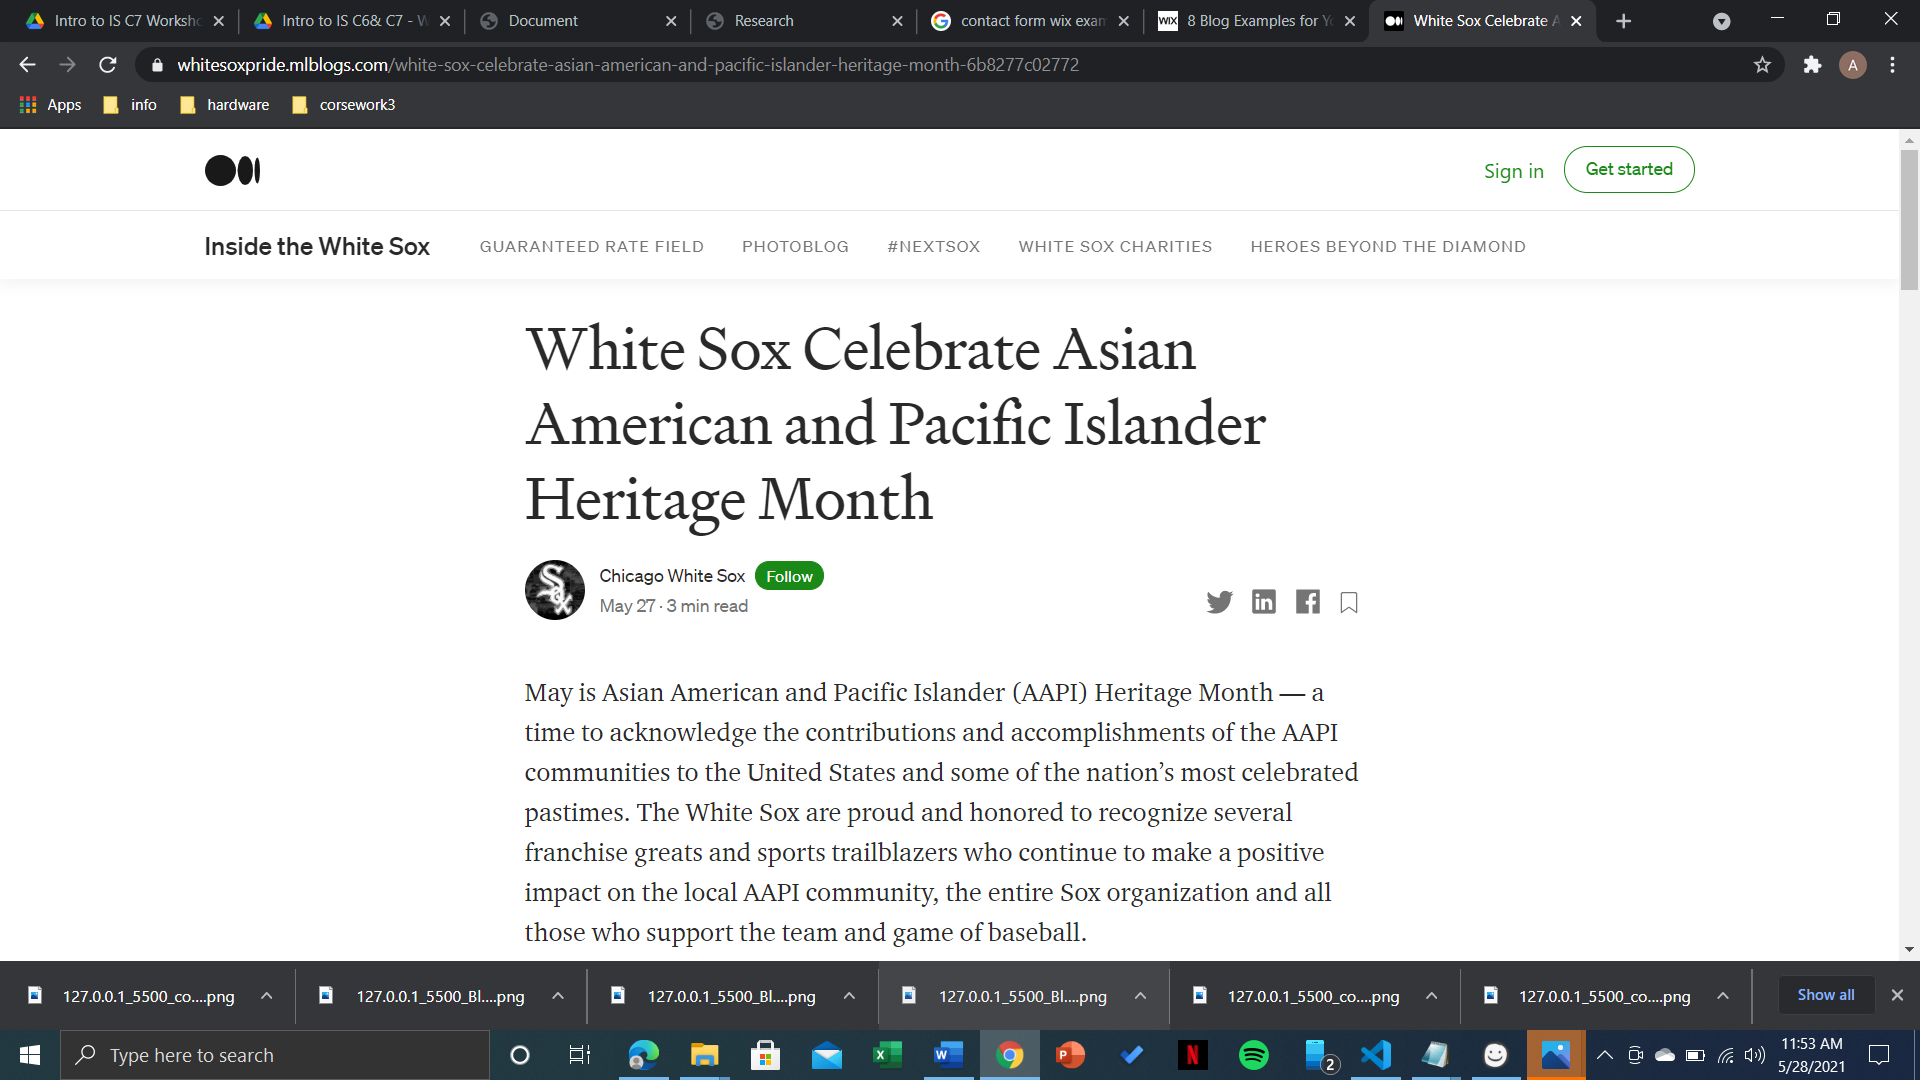 Intro to IS C7 Worksho
Intro to IS C6& C7 - W
Document
Research
contact form wix exam
WIX
8 Blog Examples for Yo
White Sox Celebrate A
whitesoxpride.mlblogs.com/white-sox-celebrate-asian-american-and-pacific-islander-heritage-month-6b8277c02772
A
Apps
info
hardware
corsework3
Sign in
Get started
Inside the White Sox
GUARANTEED RATE FIELD
PHOTOBLOG
#NEXTSOX
WHITE SOX CHARITIES
HEROES BEYOND THE DIAMOND
White Sox Celebrate Asian
American and Pacific Islander
Heritage Month
Sox
Chicago White Sox
Follow
May 27 · 3 min read
May is Asian American and Pacific Islander (AAPI) Heritage Month — a
time to acknowledge the contributions and accomplishments of the AAPI
communities to the United States and some of the nation’s most celebrated
pastimes. The White Sox are proud and honored to recognize several
franchise greats and sports trailblazers who continue to make a positive
impact on the local AAPI community, the entire Sox organization and all
those who support the team and game of baseball.
127.0.0.1_5500_co....png
127.0.0.1_5500_Bl....png
127.0.0.1_5500_Bl....png
127.0.0.1_5500_Bl....png
127.0.0.1_5500_co....png
127.0.0.1_5500_co....png
Show all
Type here to search
2
11:53 AM
5/28/2021